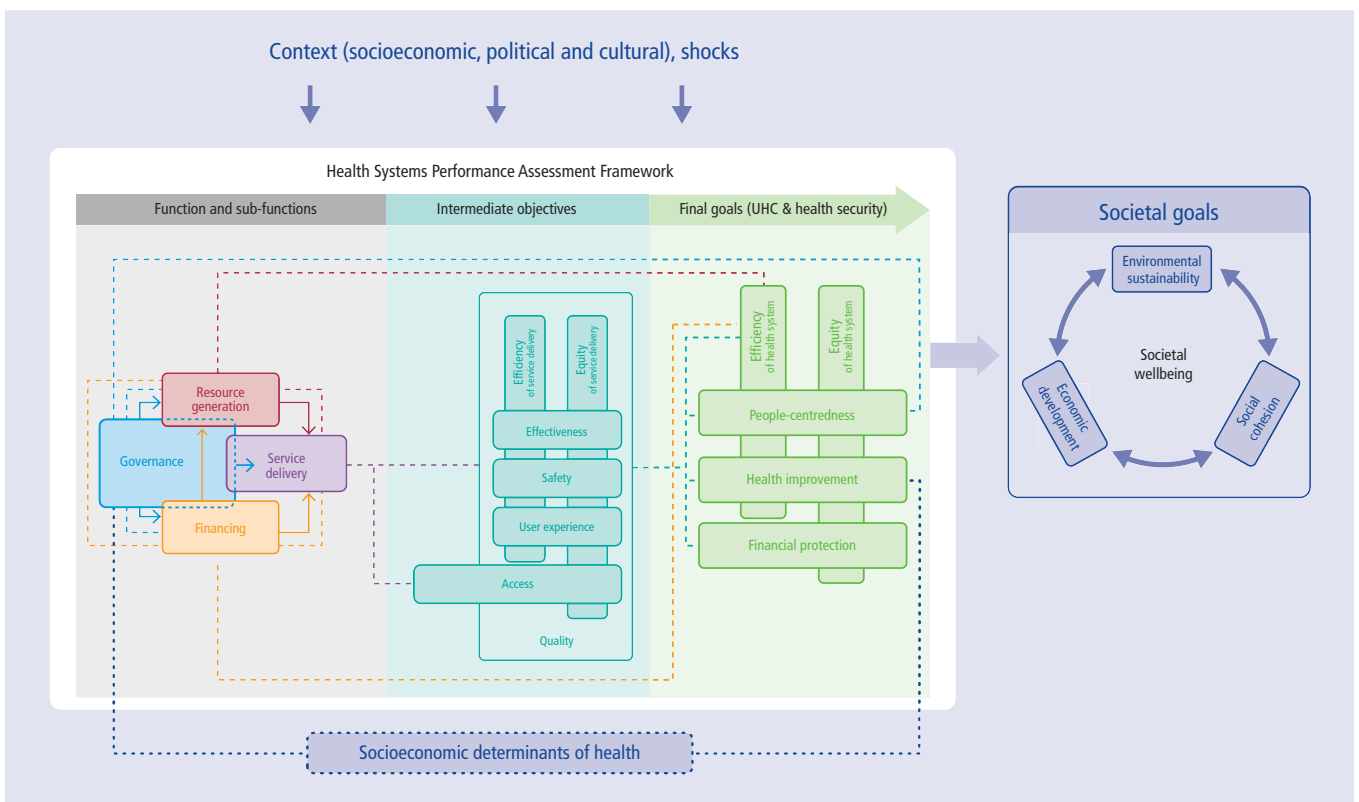 Context (socioeconomic, political and cultural), shocks
Health Systems Performance Assessment Framework
Function and sub-functions
Intermediate objectives
Final goals (UHC & health security)
Resource
generation
Governance
Service
delivery
Financing
Efficiency
of service delivery
Equity
of service delivery
Effectiveness
Safety
User experience
Access
Quality
Efficiency
of health system
Equity
of health system
People-centredness
Health improvement
Financial protection
Societal goals
Environmental
sustainability
Societal
wellbeing
Economic
development
Social
cohesion
Socioeconomic determinants of health